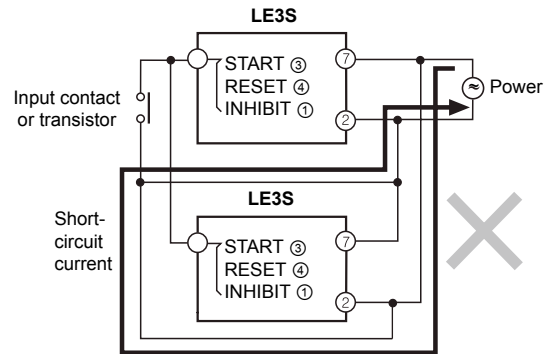 LE3S
START ③
RESET ④
INHIBIT ①
7
2
Input contact
or transistor
≈
Power
Short-
circuit
current
LE3S
START ③
RESET ④
INHIBIT ①
7
2